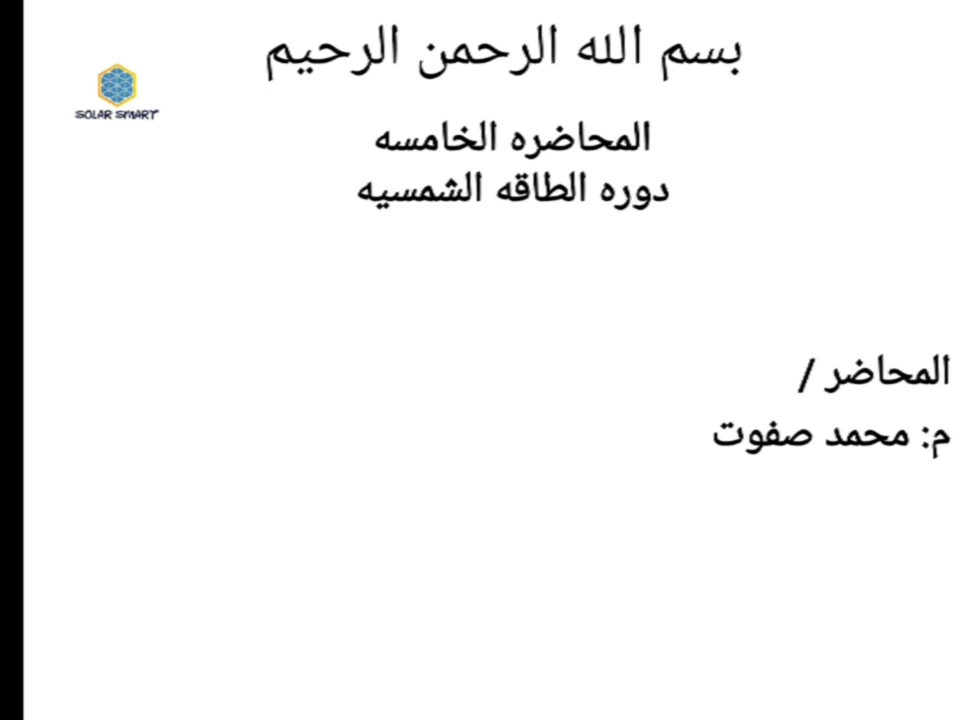 بسم الله الرحمن الرحيم
SOLAR SMART
المحاضره الخامسه
دوره الطاقه الشمسيه
المحاضر /
م: محمد صفوت